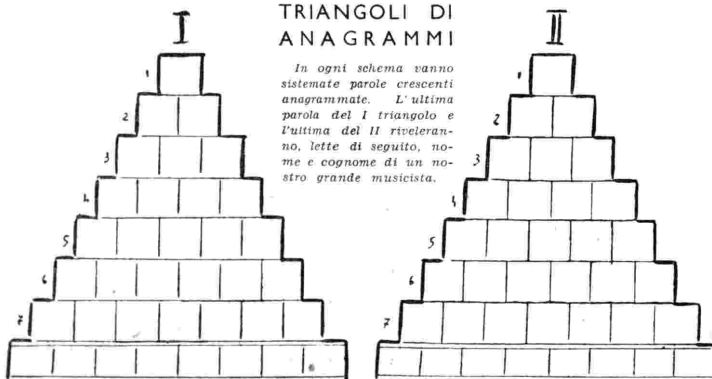 I
TRIANGOLI DI
ANAGRAMMI
II
In ogni schema vanno
sistemate parole crescenti
anagrammate. L'ultima
parola del I triangolo e
l'ultima del II riveleran-
no, lette di seguito, no-
me e cognome di un no-
stro grande musicista.
1
2
3
4
5
6
7
1
2
3
4
5
6
7